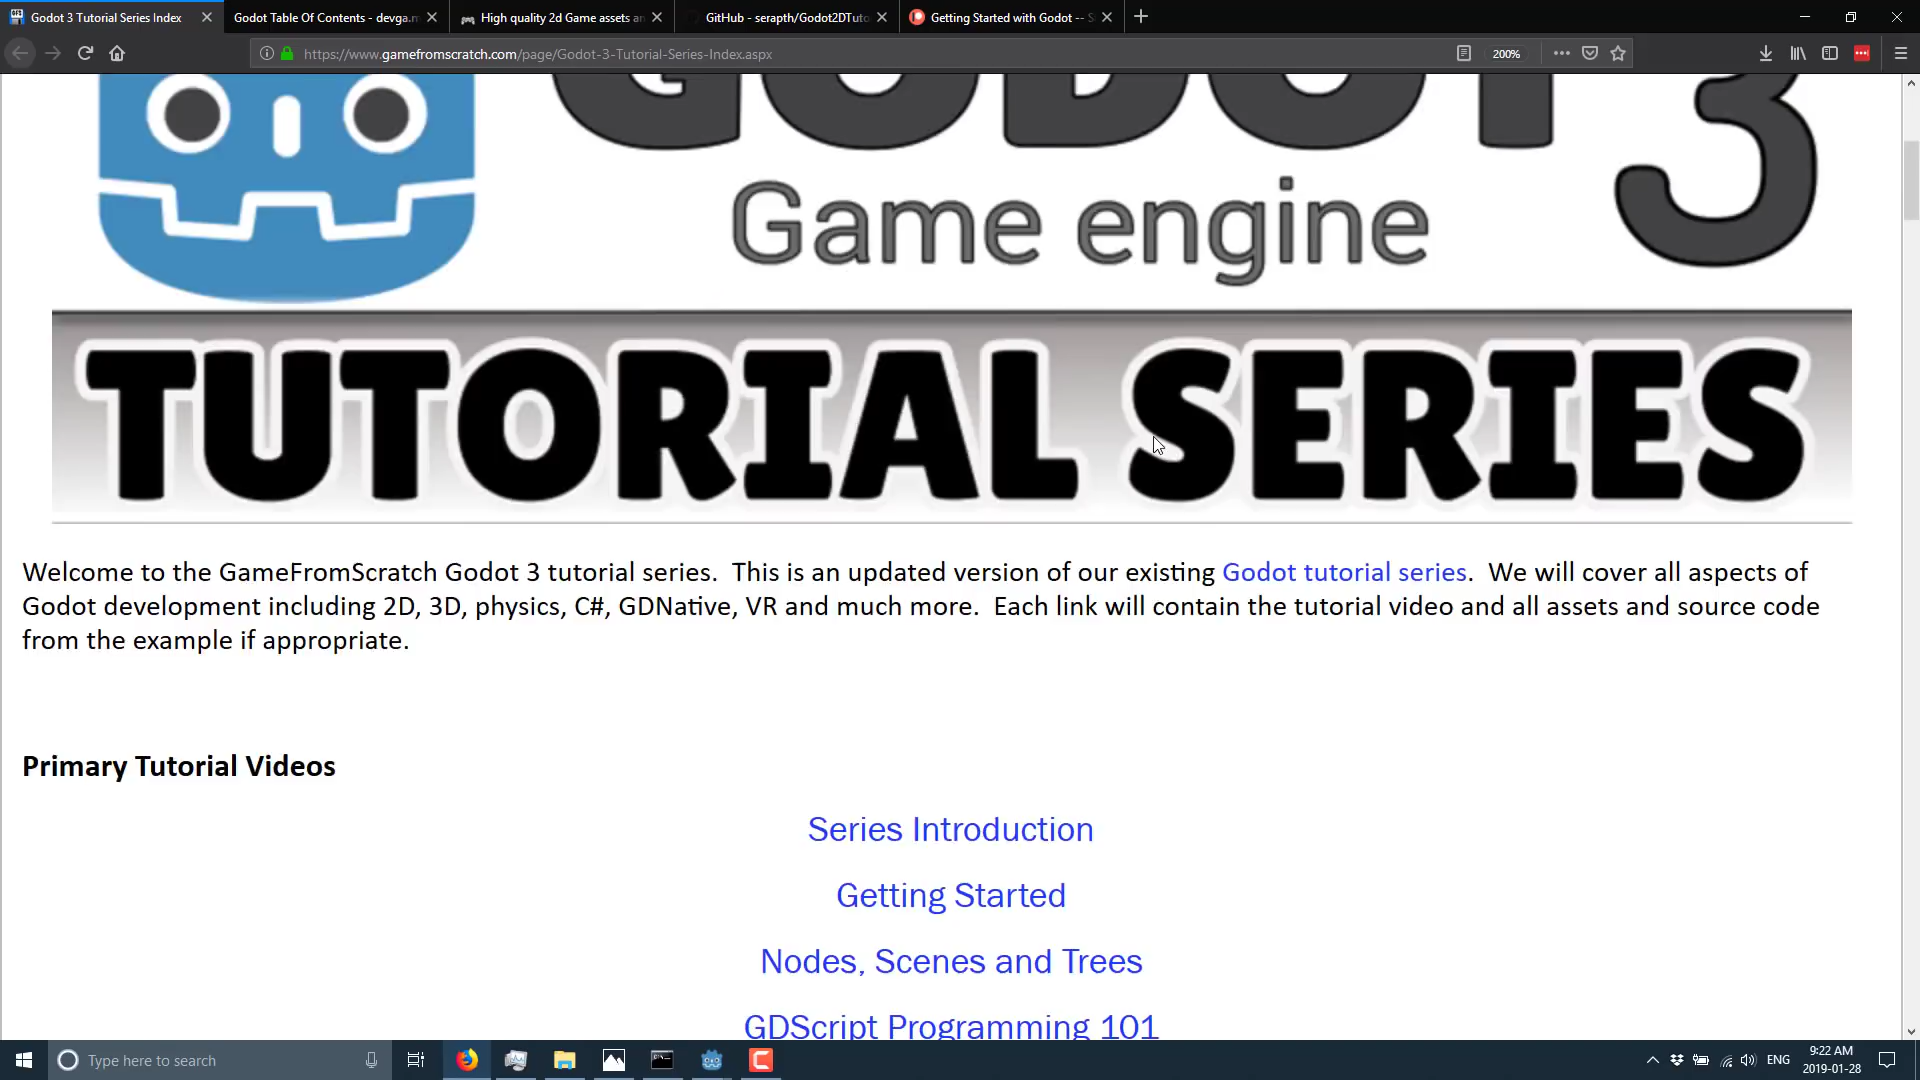 Godot 3 Tutorial Series Index
Godot Table Of Contents - devga.m
High quality 2d Game assets an
GitHub - serapth/Godot2DTuto
Getting Started with Godot -- S
https://www.gamefromscratch.com/page/Godot-3-Tutorial-Series-Index.aspx
200%
GODOT 3
Game engine
TUTORIAL SERIES
Welcome to the GameFromScratch Godot 3 tutorial series.  This is an updated version of our existing Godot tutorial series.  We will cover all aspects of
Godot development including 2D, 3D, physics, C#, GDNative, VR and much more.  Each link will contain the tutorial video and all assets and source code
from the example if appropriate.
Primary Tutorial Videos
Series Introduction
Getting Started
Nodes, Scenes and Trees
GDScript Programming 101
Type here to search
ENG
9:22 AM
2019-01-28